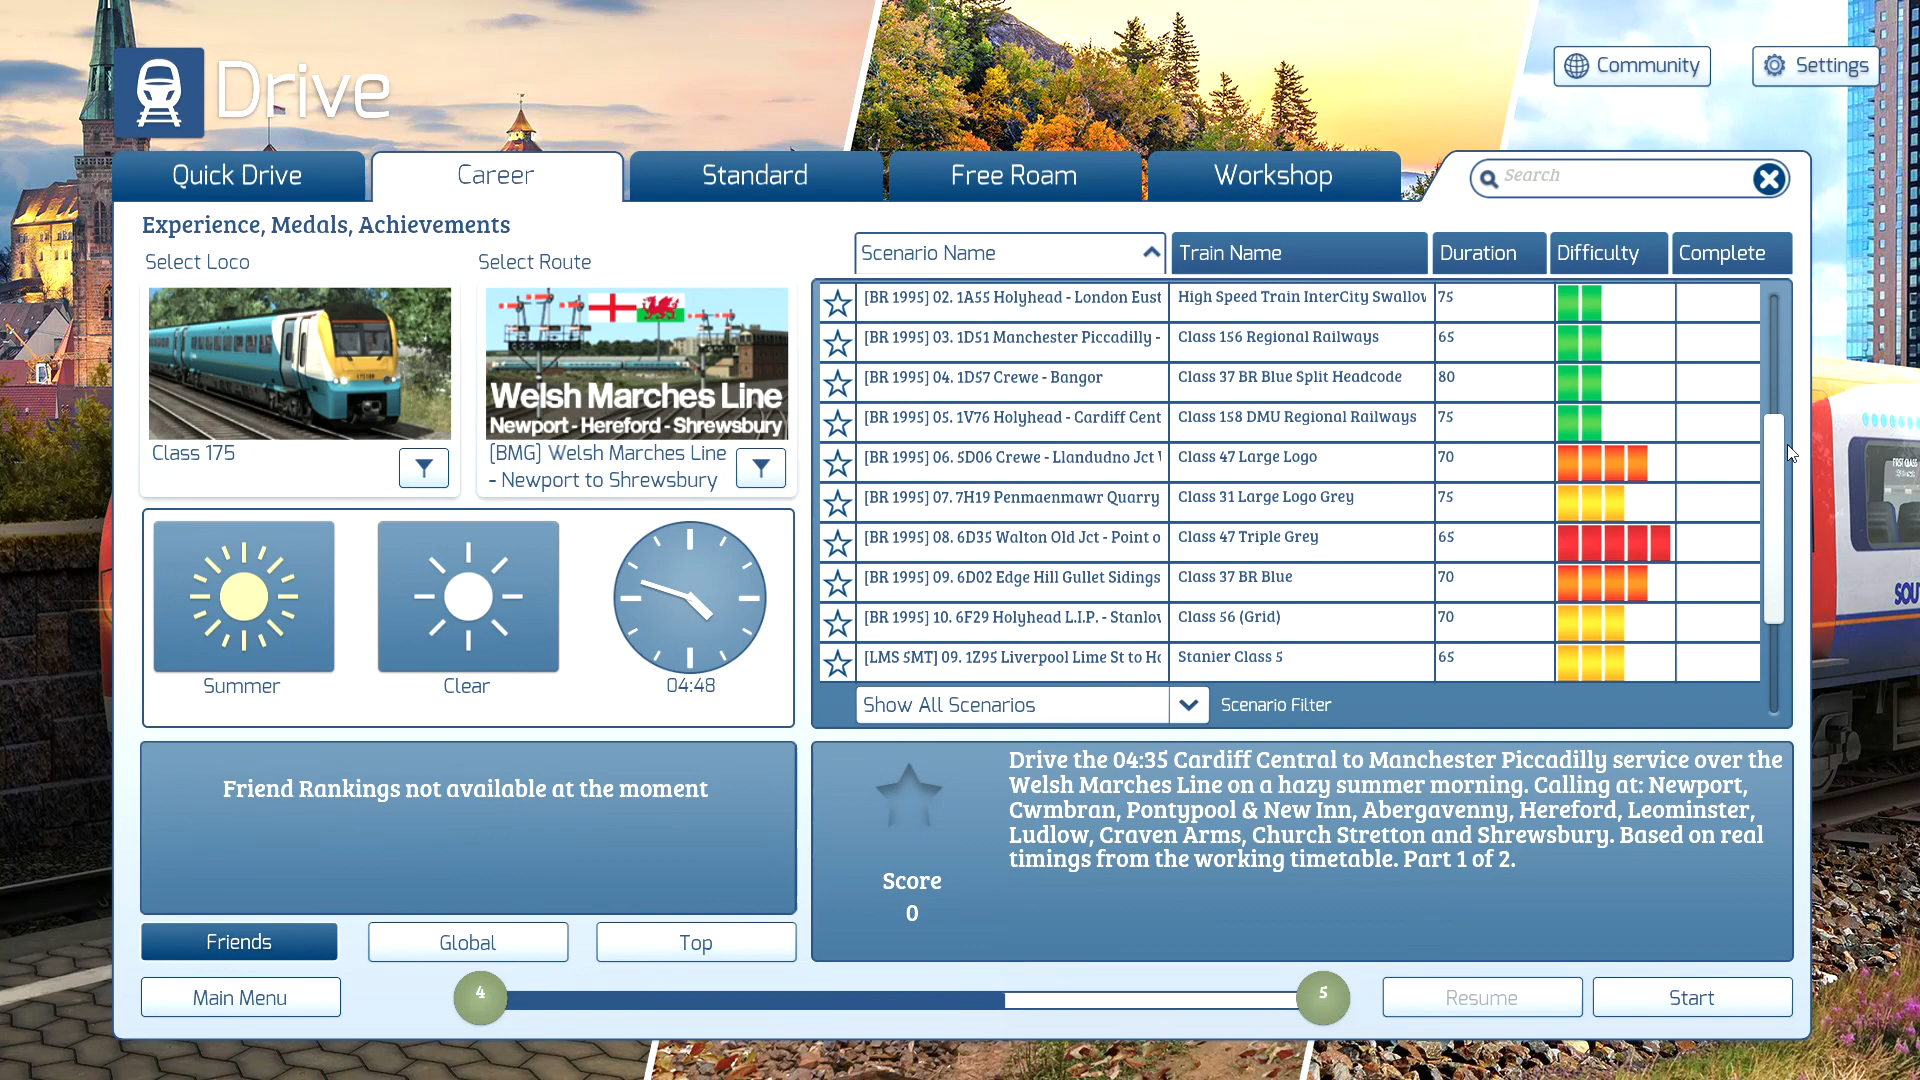 Drive
Community
Settings
Quick Drive
Career
Standard
Free Roam
Workshop
Search
Experience, Medals, Achievements
Select Loco
Select Route
Welsh Marches Line
Newport - Hereford - Shrewsbury
Class 175
[BMG] Welsh Marches Line
- Newport to Shrewsbury
Summer
Clear
04:48
Scenario Name
Train Name
Duration
Difficulty
Complete
[BR 1995] 02. 1A55 Holyhead - London Eust
High Speed Train InterCity Swallow
75
[BR 1995] 03. 1D51 Manchester Piccadilly -
Class 156 Regional Railways
65
[BR 1995] 04. 1D57 Crewe - Bangor
Class 37 BR Blue Split Headcode
80
[BR 1995] 05. 1V76 Holyhead - Cardiff Cent
Class 158 DMU Regional Railways
75
[BR 1995] 06. 5D06 Crewe - Llandudno Jct
Class 47 Large Logo
70
[BR 1995] 07. 7H19 Penmaenmawr Quarry
Class 31 Large Logo Grey
75
[BR 1995] 08. 6D35 Walton Old Jct - Point o
Class 47 Triple Grey
65
[BR 1995] 09. 6D02 Edge Hill Gullet Sidings
Class 37 BR Blue
70
[BR 1995] 10. 6F29 Holyhead L.I.P. - Stanlov
Class 56 (Grid)
70
[LMS 5MT] 09. 1Z95 Liverpool Lime St to Ho
Stanier Class 5
65
Show All Scenarios
Scenario Filter
Friend Rankings not available at the moment
Score
0
Drive the 04:35 Cardiff Central to Manchester Piccadilly service over the
Welsh Marches Line on a hazy summer morning. Calling at: Newport,
Cwmbran, Pontypool & New Inn, Abergavenny, Hereford, Leominster,
Ludlow, Craven Arms, Church Stretton and Shrewsbury. Based on real
timings from the working timetable. Part 1 of 2.
Friends
Global
Top
Main Menu
4
5
Resume
Start
FIRST CLASS
SOU